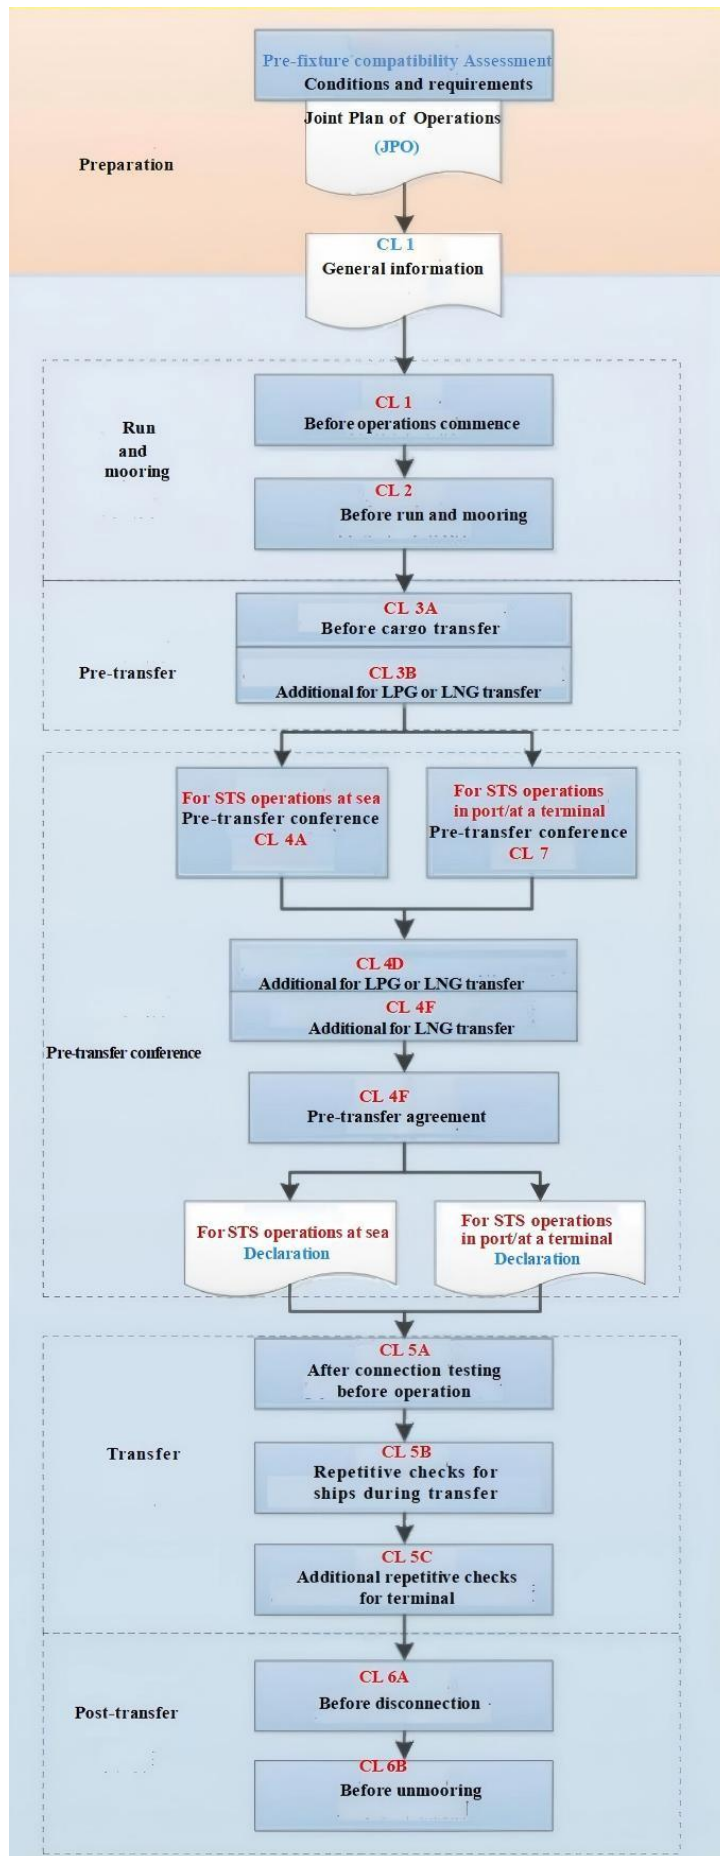 Pre-fixture compatibility Assessment
Conditions and requirements
Joint Plan of Operations
(JPO)
Preparation
CL 1
General information
Run
and
mooring
CL 1
Before operations commence
CL 2
Before run and mooring
Pre-transfer
CL 3A
Before cargo transfer
CL 3B
Additional for LPG or LNG transfer
For STS operations at sea
Pre-transfer conference
CL 4A
For STS operations
in port/at a terminal
Pre-transfer conference
CL 7
Pre-transfer conference
CL 4D
Additional for LPG or LNG transfer
CL 4F
Additional for LNG transfer
CL 4F
Pre-transfer agreement
For STS operations at sea
Declaration
For STS operations
in port/at a terminal
Declaration
Transfer
CL 5A
After connection testing
before operation
CL 5B
Repetitive checks for
ships during transfer
CL 5C
Additional repetitive checks
for terminal
Post-transfer
CL 6A
Before disconnection
CL 6B
Before unmooring